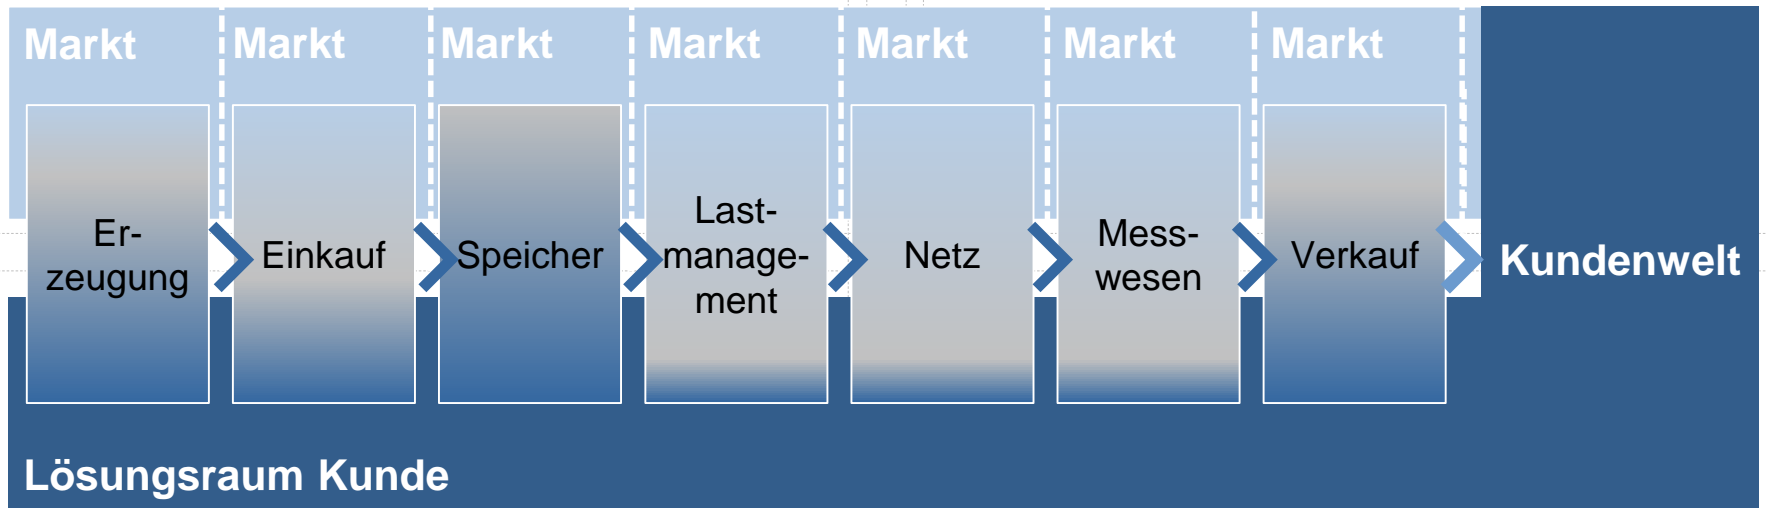 Markt Markt Markt Markt Markt Markt Markt
Er-
zeugung
Einkauf
Speicher
Last-
manage-
ment
Netz
Mess-
wesen
Verkauf
Kundenwelt
Lösungsraum Kunde